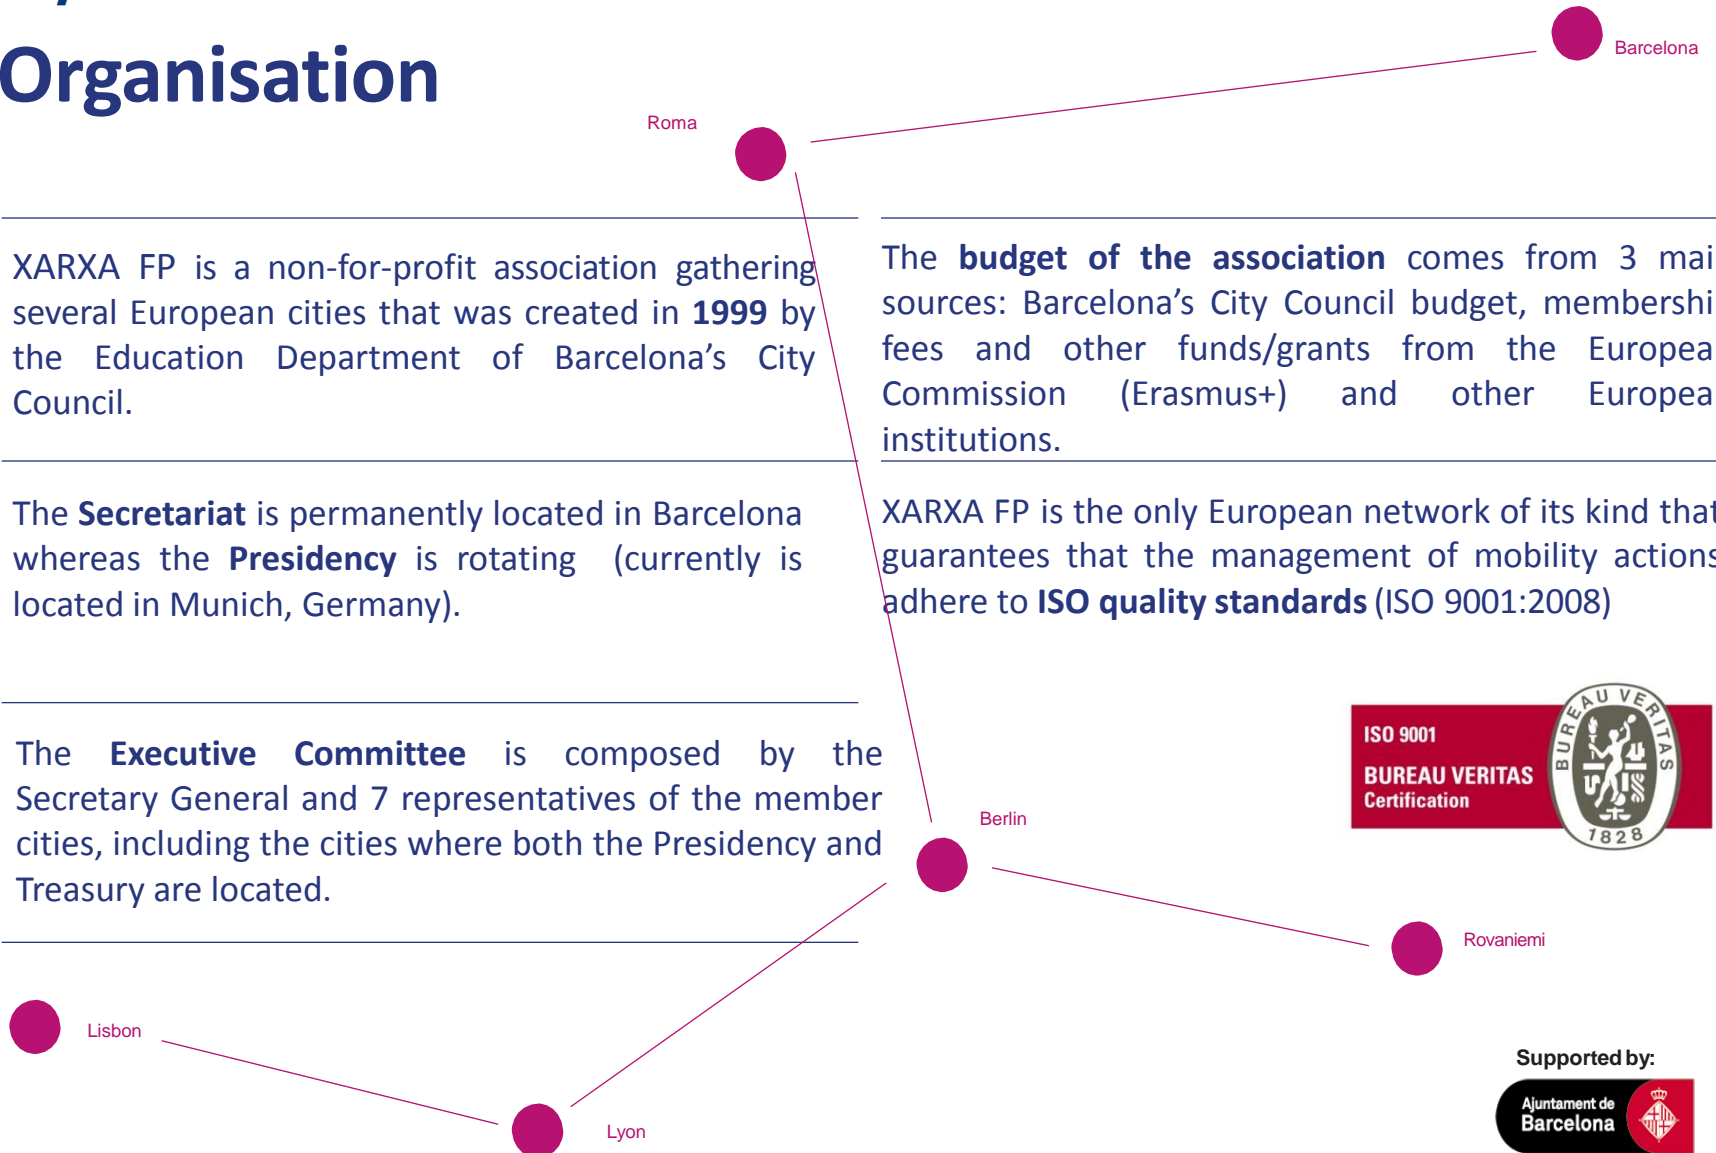 Organisation
Barcelona
Roma
XARXA FP is a non-for-profit association gathering
several European cities that was created in 1999 by
the Education Department of Barcelona’s City
Council.
The Secretariat is permanently located in Barcelona
whereas the Presidency is rotating (currently is
located in Munich, Germany).
The Executive Committee is composed by the
Secretary General and 7 representatives of the member
cities, including the cities where both the Presidency and
Treasury are located.
The budget of the association comes from 3 mai
sources: Barcelona’s City Council budget, membershi
fees and other funds/grants from the Europea
Commission (Erasmus+) and other Europea
institutions.
XARXA FP is the only European network of its kind that
guarantees that the management of mobility actions
adhere to ISO quality standards (ISO 9001:2008)
ISO 9001
BUREAU VERITAS
Certification
BUREAU VERITAS
1828
Berlin
Rovaniemi
Lisbon
Lyon
Supported by:
Ajuntament de
Barcelona